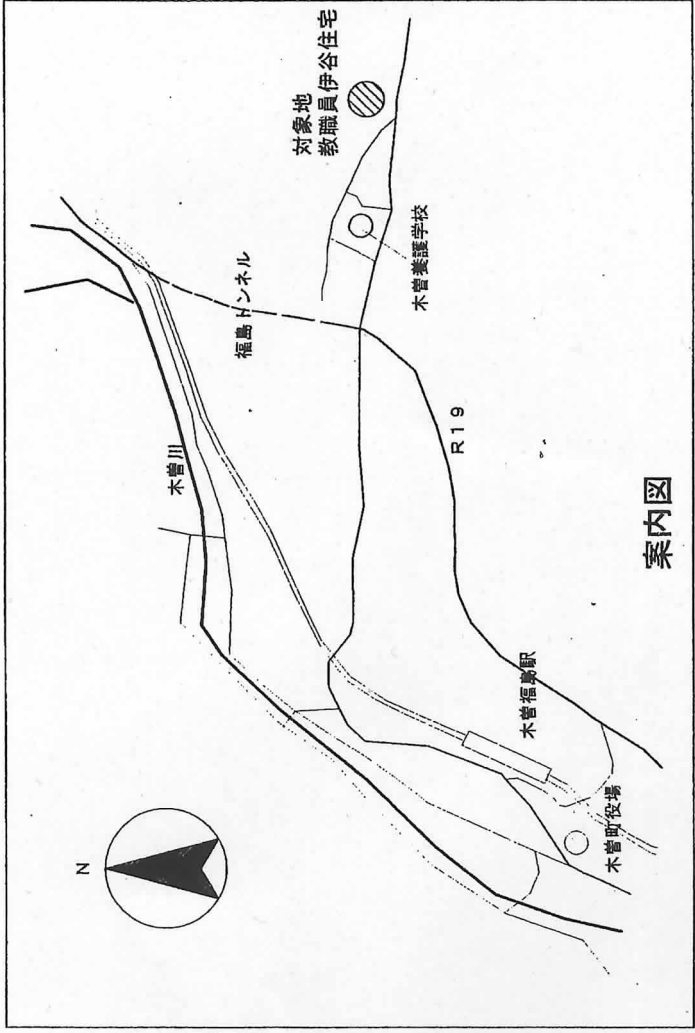 案内図
N
木曽川
福島トンネル
対象地
教職員伊谷住宅
木曽養護学校
R19
木曽福島駅
木曽町役場